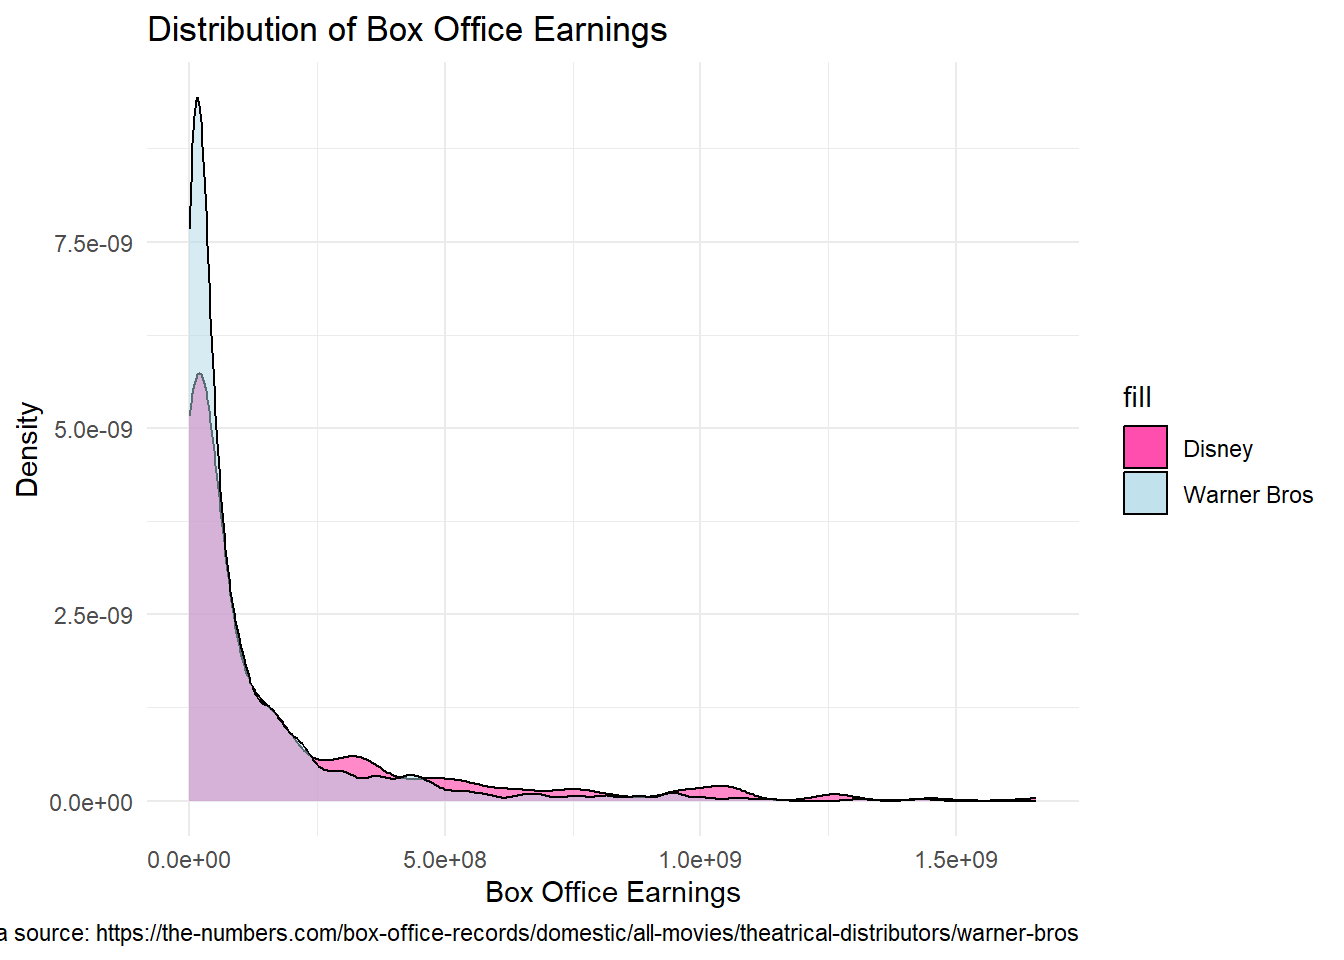 Distribution of Box Office Earnings
7.5e-09
5.0e-09
2.5e-09
0.0e+00
Density
0.0e+00
5.0e+08
1.0e+09
1.5e+09
Box Office Earnings
fill
Disney
Warner Bros
a source: https://the-numbers.com/box-office-records/domestic/all-movies/theatrical-distributors/warner-bros